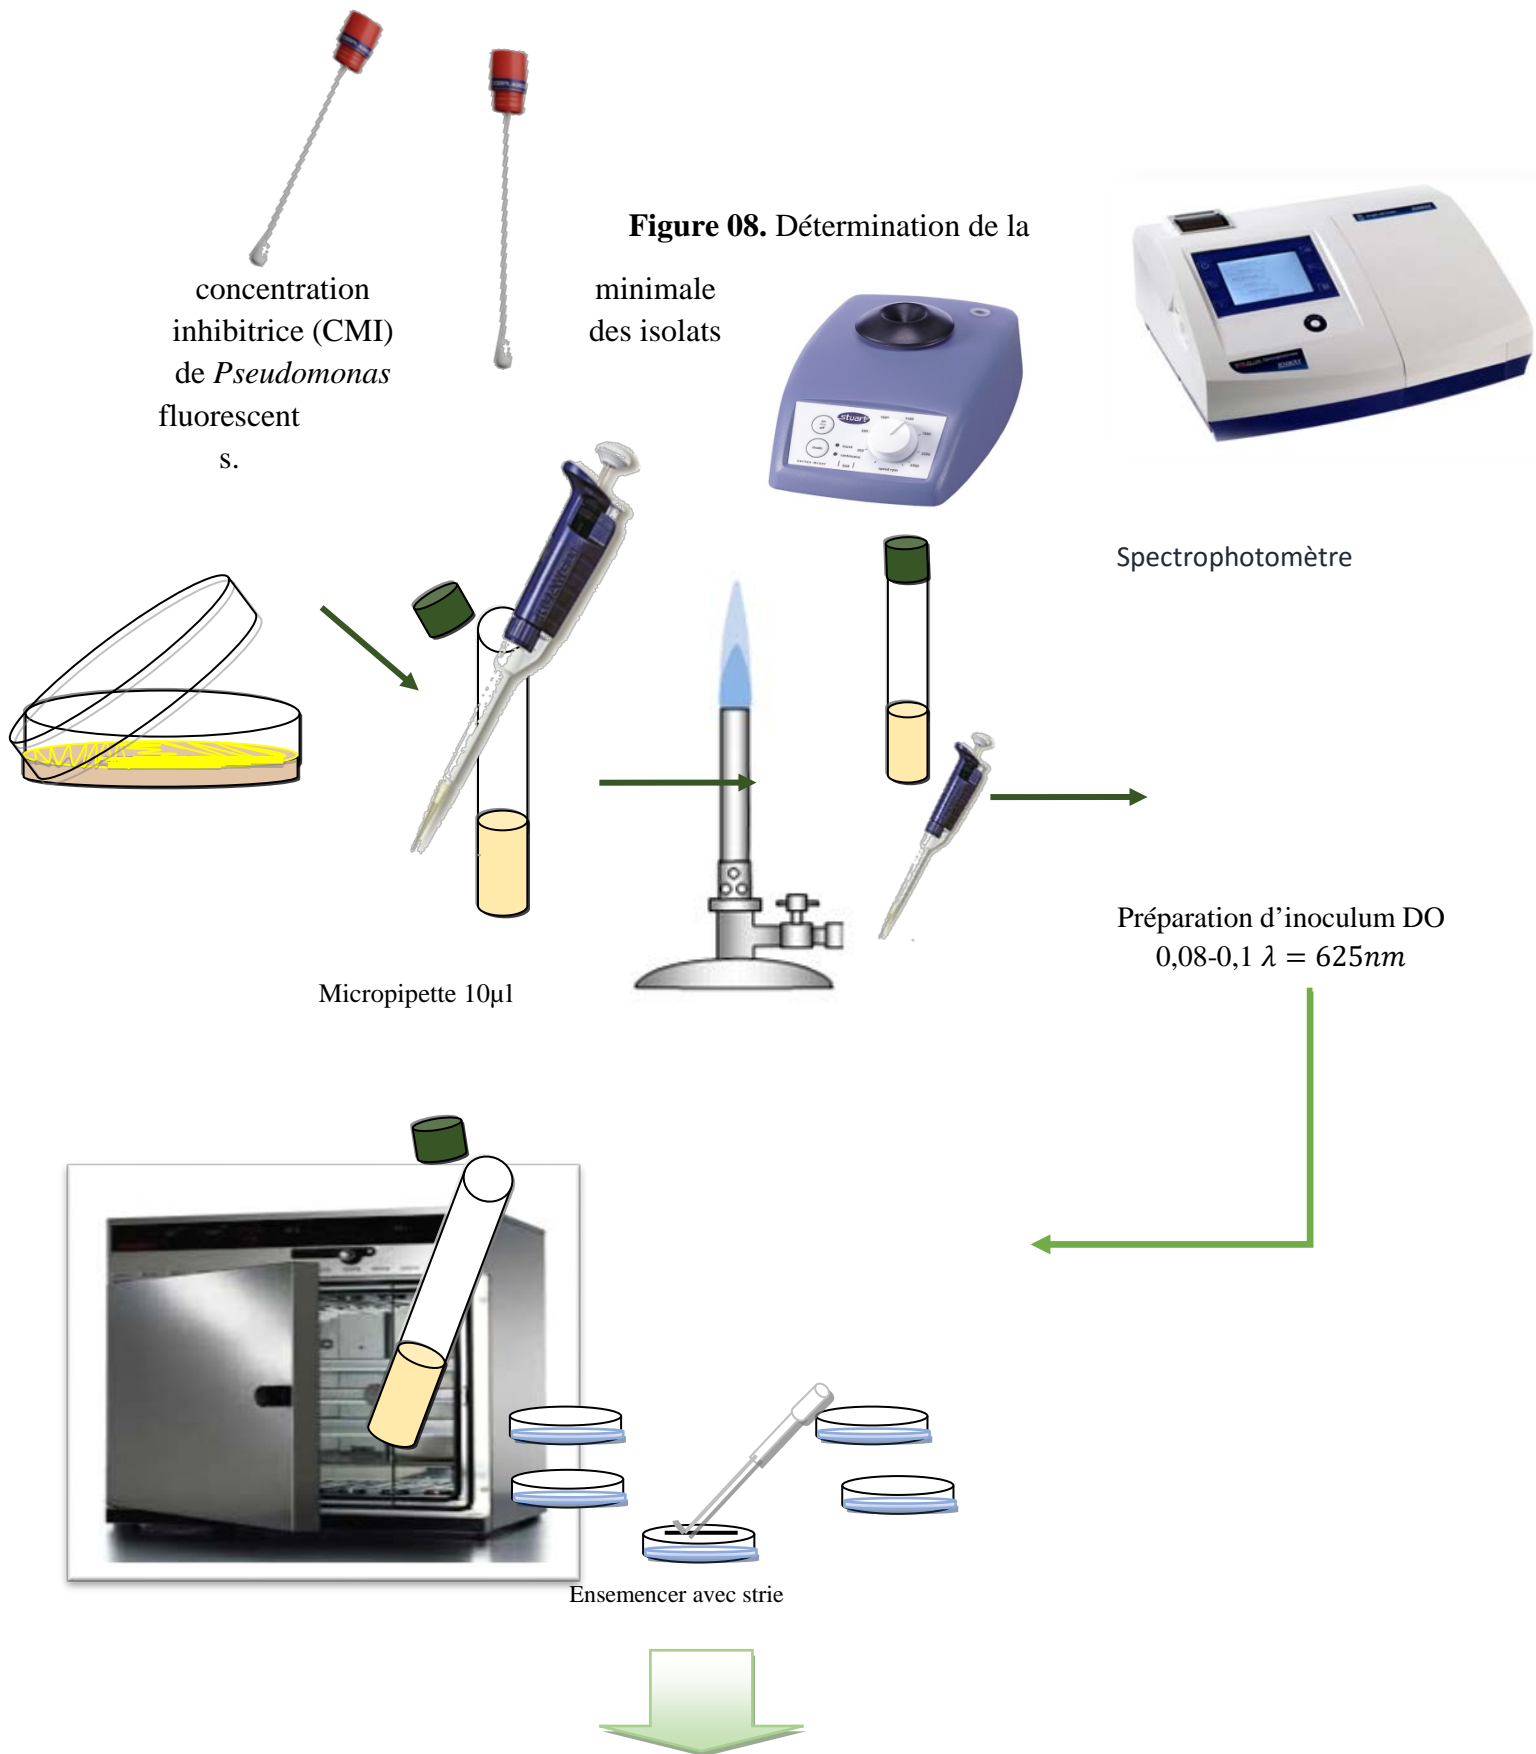 Figure 08. Détermination de la
concentration minimale
inhibitrice (CMI) des isolats
de Pseudomonas
fluorescent
s.
stuart
Spectrophotomètre
Préparation d’inoculum DO
0,08-0,1 λ = 625nm
Micropipette 10µl
Ensemencer avec strie